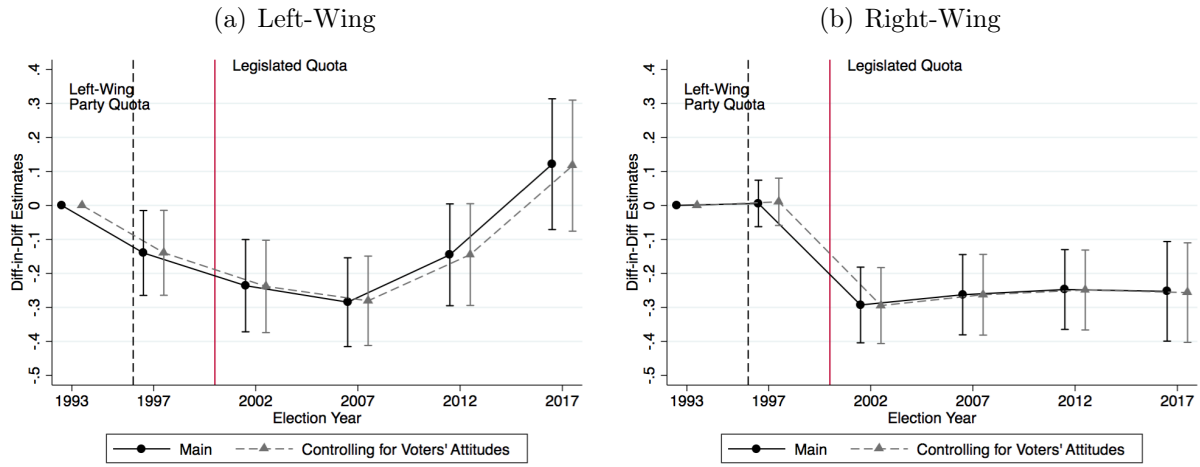 (a) Left-Wing
Legislated Quota
Left-Wing
Party Quota
Diff-in-Diff Estimates
.4
.3
.2
.1
0
-.1
-.2
-.3
-.4
-.5
1993 1997 2002 2007 2012 2017
Election Year
Main Controlling for Voters' Attitudes
(b) Right-Wing
Legislated Quota
Left-Wing
Party Quota
Diff-in-Diff Estimates
.4
.3
.2
.1
0
-.1
-.2
-.3
-.4
-.5
1993 1997 2002 2007 2012 2017
Election Year
Main Controlling for Voters' Attitudes